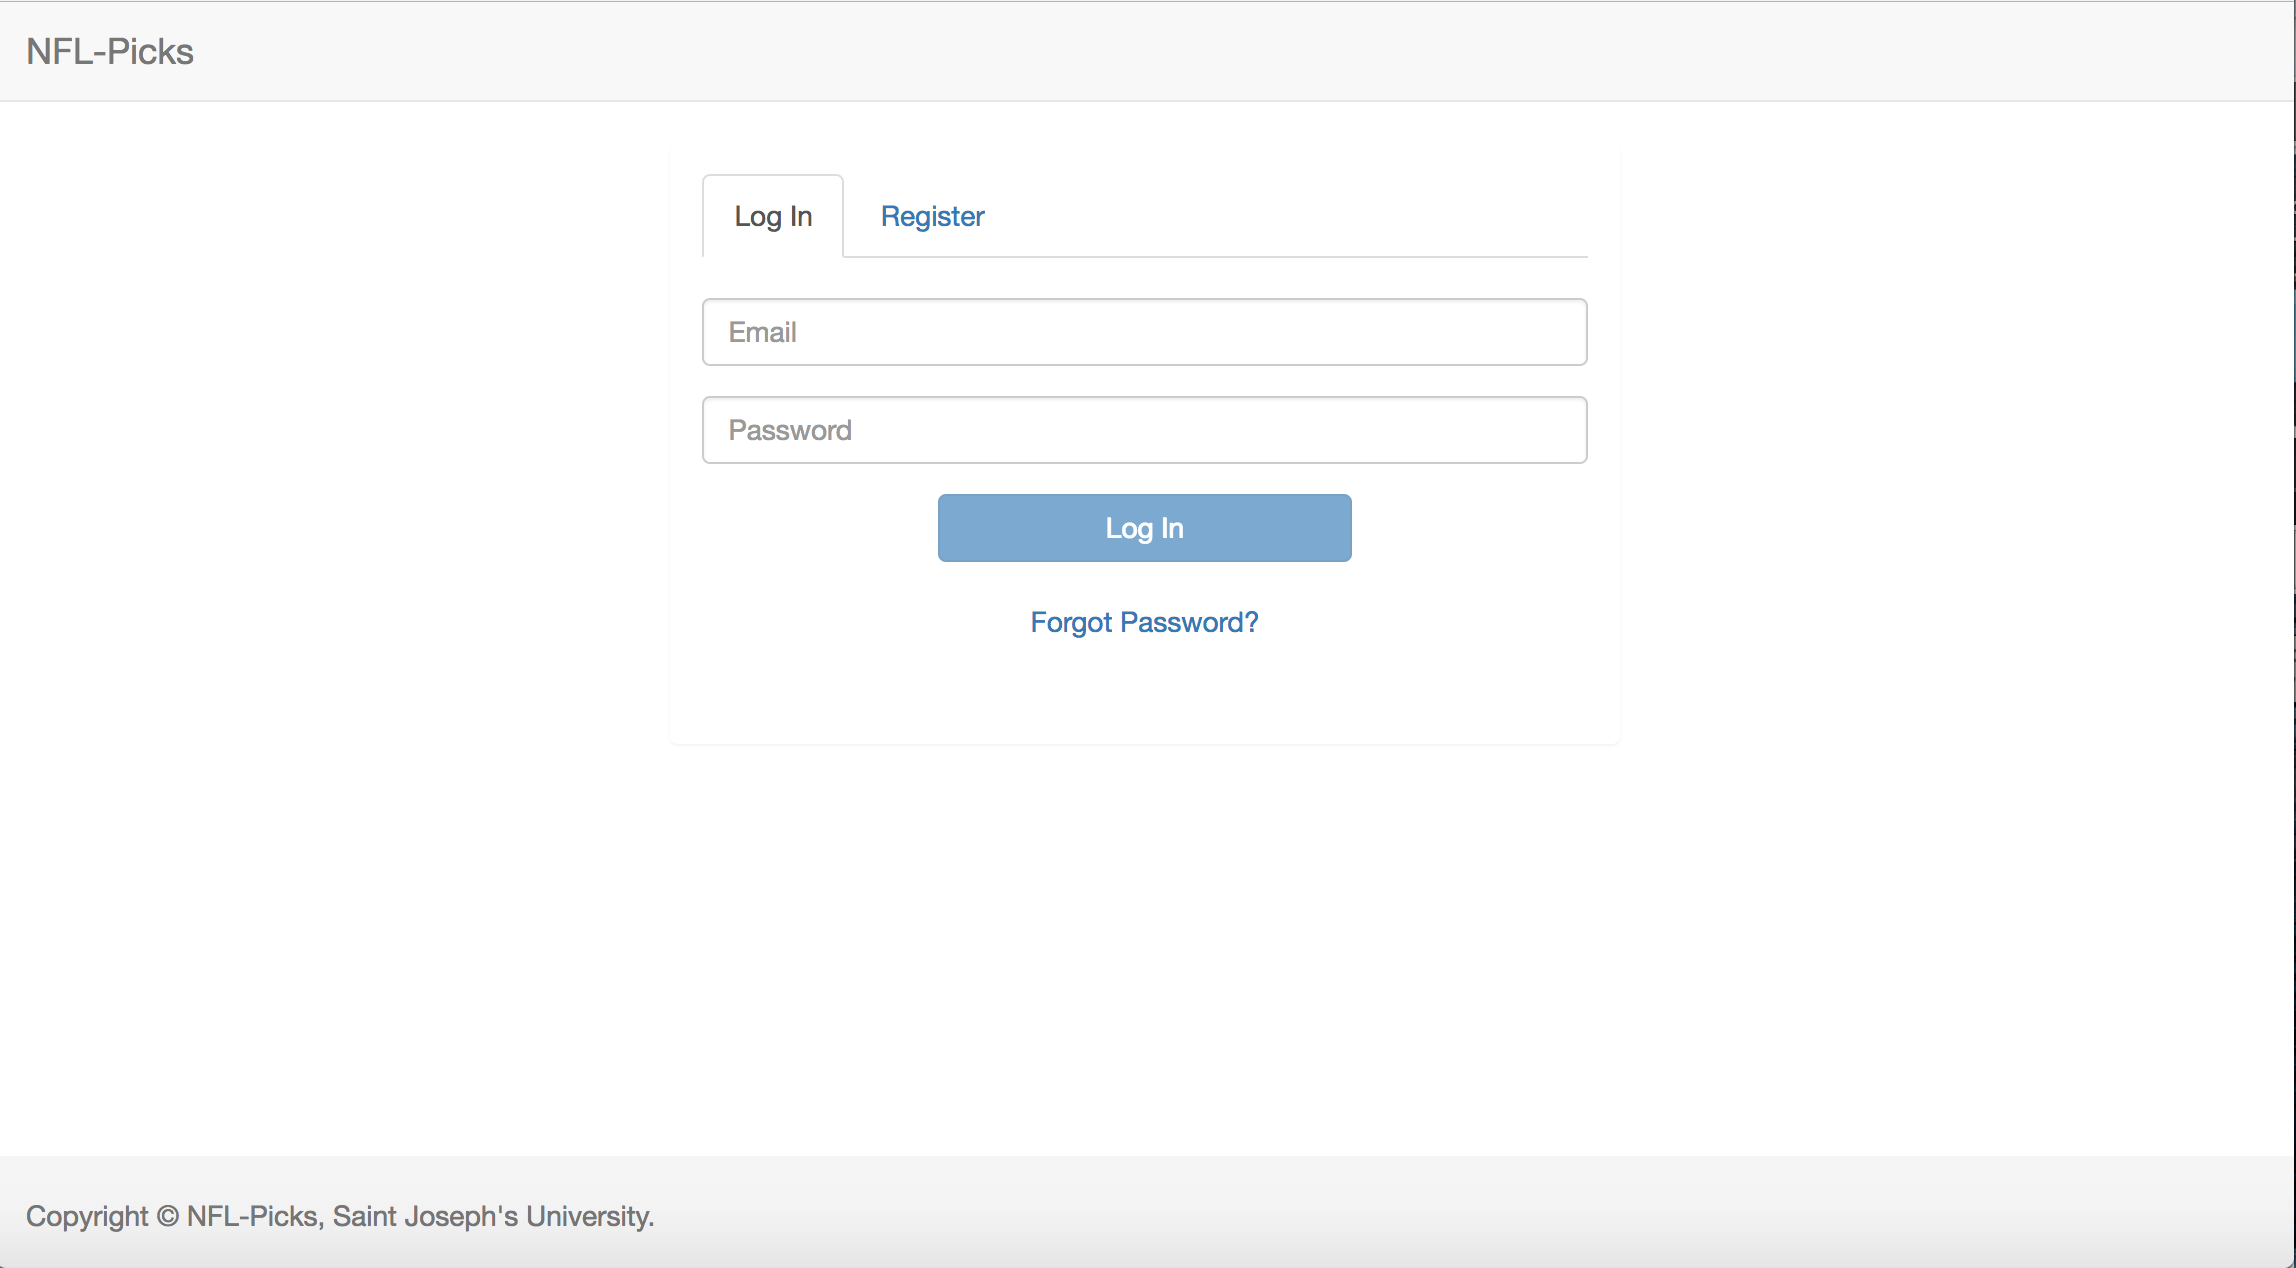 NFL-Picks
Log In
Register
Email
Password
Log In
Forgot Password?
Copyright © NFL-Picks, Saint Joseph's University.